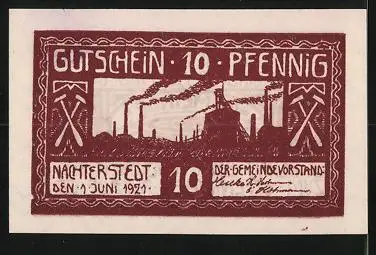 GUTSCHEIN · 10 · PFENNIG
NACHTERSTEDT·
DEN·1·JUNI 1921·
10
DER·GEMEINDEVORSTAND: